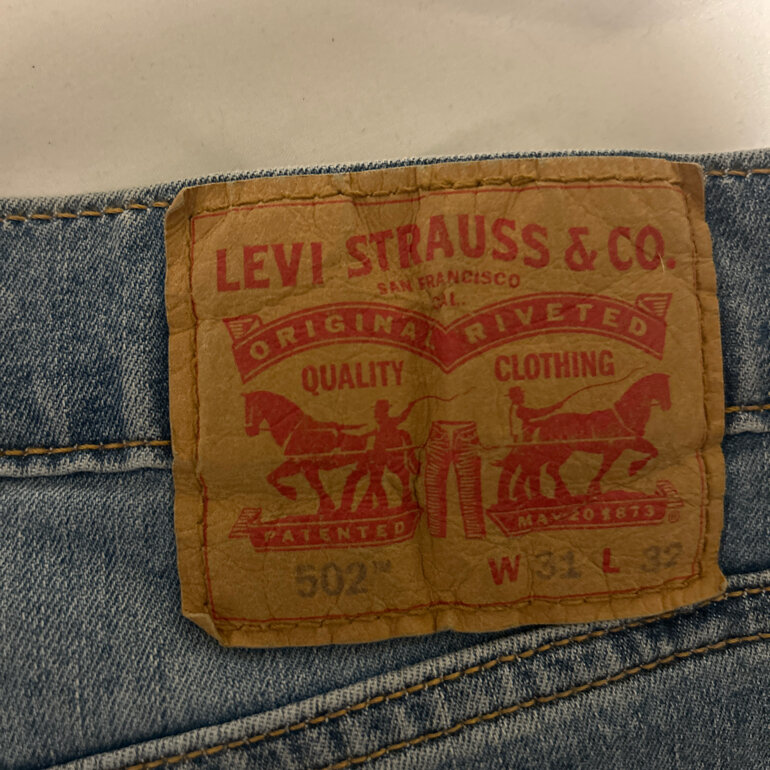 LEVI STRAUSS & CO.
SAN FRANCISCO
CAL.
ORIGINAL RIVETED
QUALITY CLOTHING
PATENTED MAY 20 1873 ®
502™ W 31 L 32